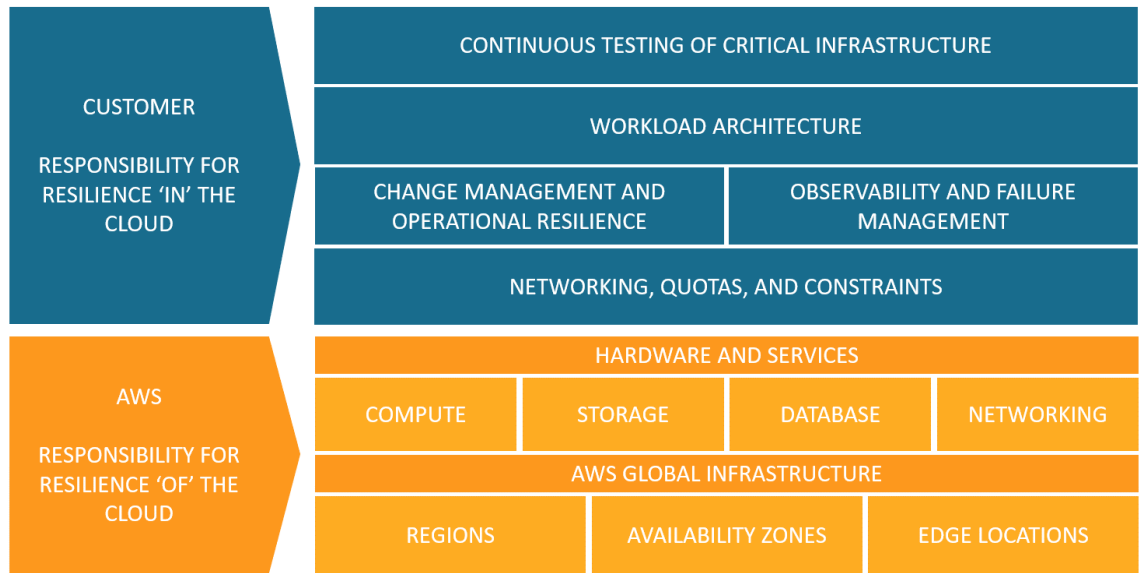 CUSTOMER
RESPONSIBILITY FOR
RESILIENCE ‘IN’ THE
CLOUD
CONTINUOUS TESTING OF CRITICAL INFRASTRUCTURE
WORKLOAD ARCHITECTURE
CHANGE MANAGEMENT AND
OPERATIONAL RESILIENCE
OBSERVABILITY AND FAILURE
MANAGEMENT
NETWORKING, QUOTAS, AND CONSTRAINTS
AWS
RESPONSIBILITY FOR
RESILIENCE ‘OF’ THE
CLOUD
HARDWARE AND SERVICES
COMPUTE
STORAGE
DATABASE
NETWORKING
AWS GLOBAL INFRASTRUCTURE
REGIONS
AVAILABILITY ZONES
EDGE LOCATIONS